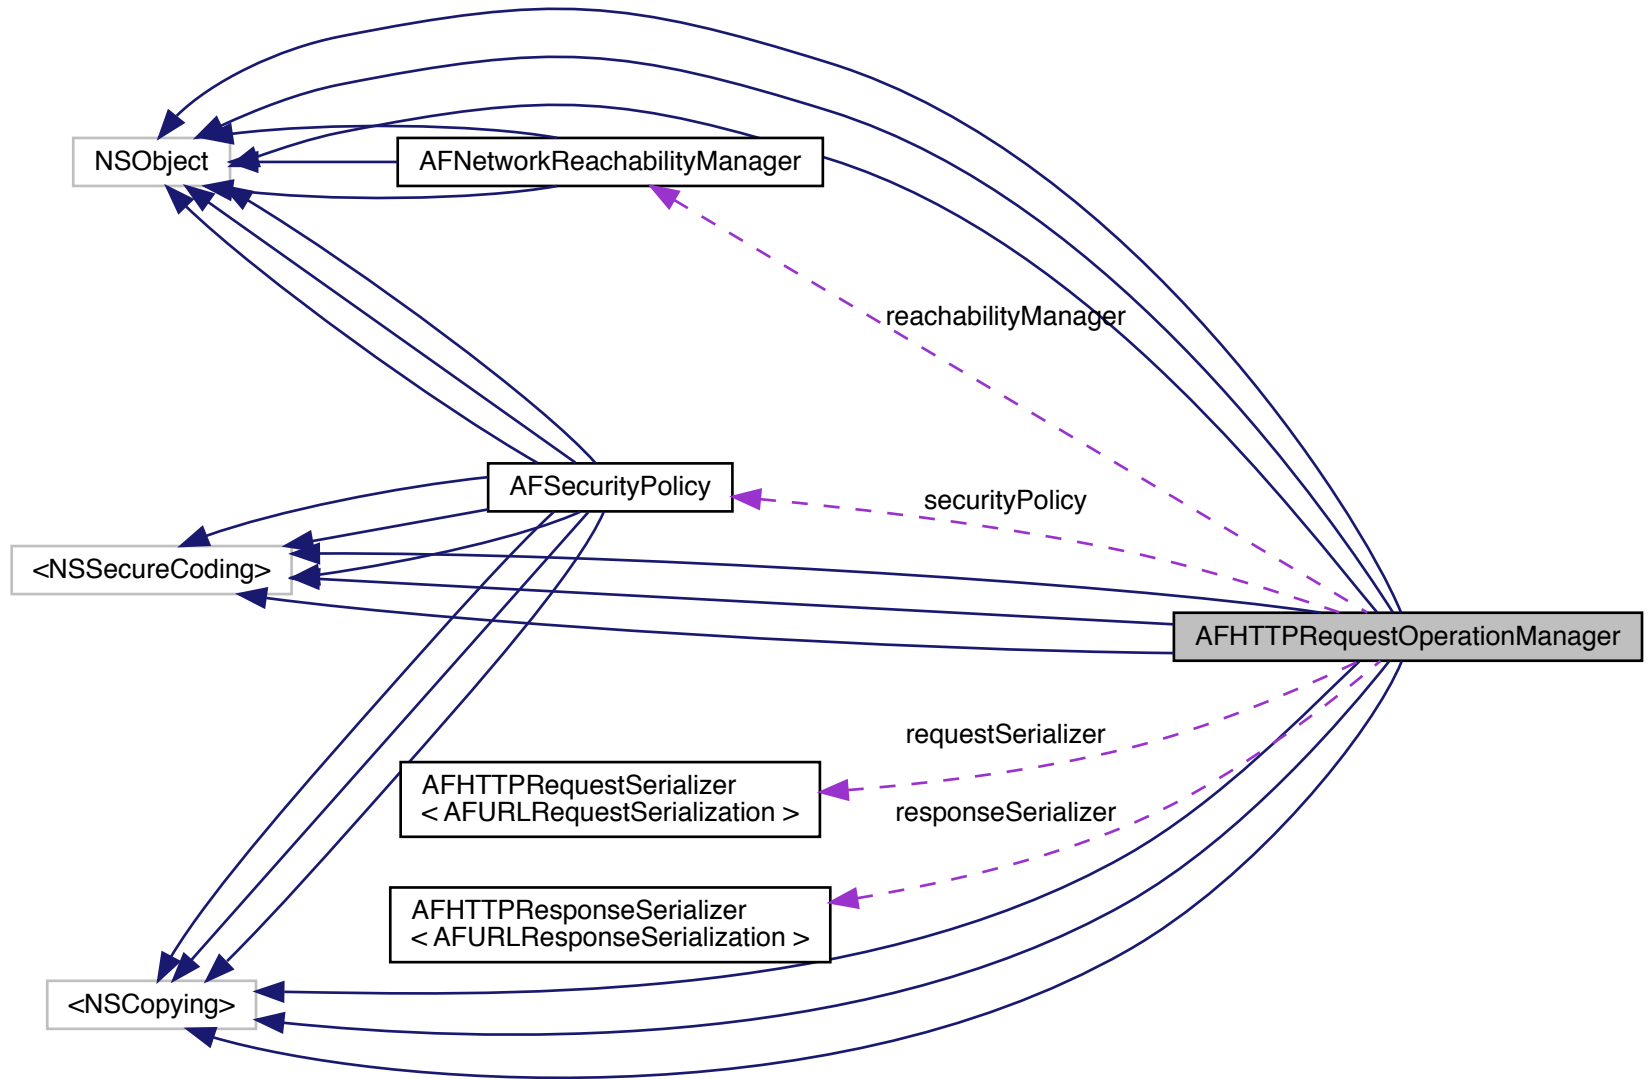 NSObject
AFNetworkReachabilityManager
reachabilityManager
AFSecurityPolicy
securityPolicy
<NSSecureCoding>
AFHTTPRequestOperationManager
requestSerializer
AFHTTPRequestSerializer
< AFURLRequestSerialization >
responseSerializer
AFHTTPResponseSerializer
< AFURLResponseSerialization >
<NSCopying>